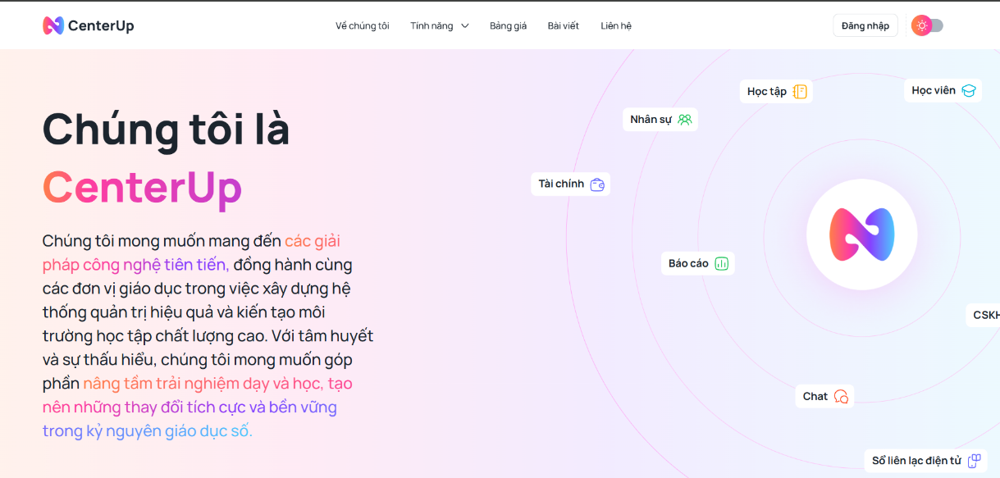 CenterUp
Về chúng tôi
Tính năng
Bảng giá
Bài viết
Liên hệ
Đăng nhập
Chúng tôi là
CenterUp
Chúng tôi mong muốn mang đến các giải
pháp công nghệ tiên tiến, đồng hành cùng
các đơn vị giáo dục trong việc xây dựng hệ
thống quản trị hiệu quả và kiến tạo môi
trường học tập chất lượng cao. Với tâm huyết
và sự thấu hiểu, chúng tôi mong muốn góp
phần nâng tầm trải nghiệm dạy và học, tạo
nên những thay đổi tích cực và bền vững
trong kỷ nguyên giáo dục số.
Học tập
Học viên
Nhân sự
Tài chính
Báo cáo
CSKH
Chat
Sổ liên lạc điện tử